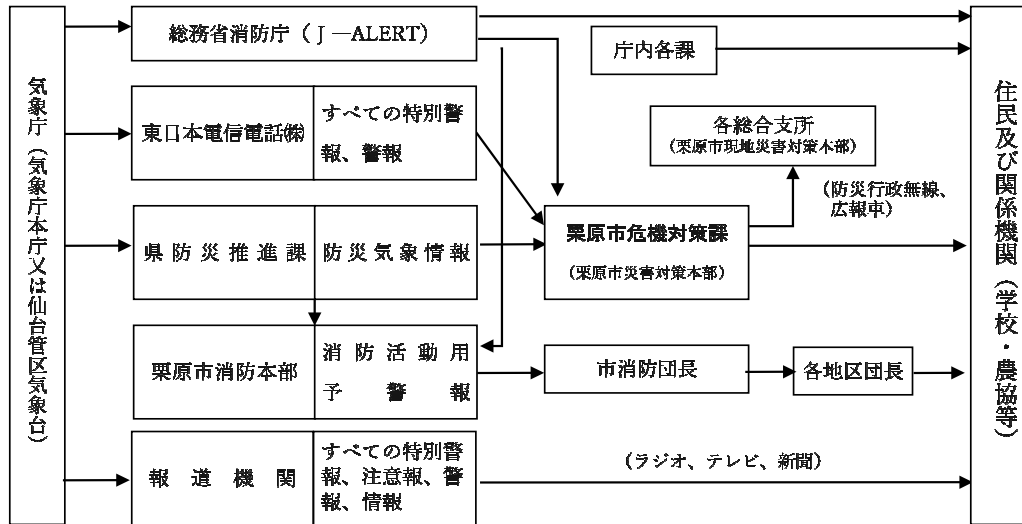 気象庁（気象庁本庁又は仙台管区気象台）
総務省消防庁（Ｊ―ALERT）
庁内各課
東日本電信電話㈱
すべての特別警
報、警報
各総合支所
（栗原市現地災害対策本部）
（防災行政無線、
広報車）
県防災推進課
防災気象情報
栗原市危機対策課
（栗原市災害対策本部）
栗原市消防本部
消防活動用
予警報
市消防団長
各地区団長
報道機関
すべての特別警
報、注意報、警
報、情報
（ラジオ、テレビ、新聞）
住民及び関係機関（学校・農協等）